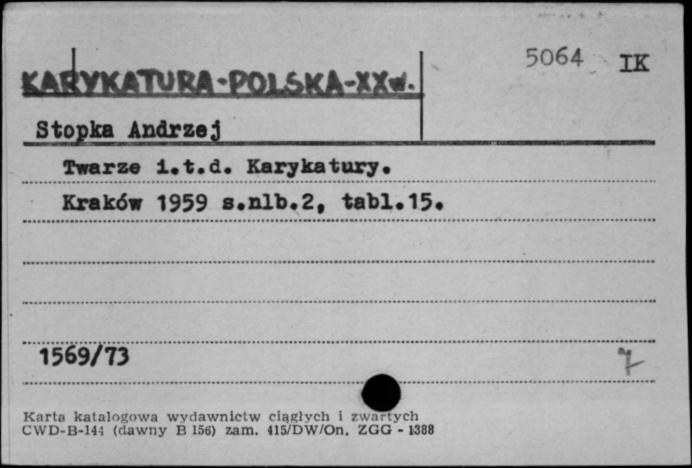 5064 IK
KARYKATURA-POLSKA-XXw.
Stopka Andrzej
Twarze i.t.d. Karykatury.
Kraków 1959 s.nlb.2, tabl.15.
1569/73
7
Karta katalogowa wydawnictw ciągłych i zwartych
CWD-B-144 (dawny B 156) zam. 415/DW/On. ZGG - 1388